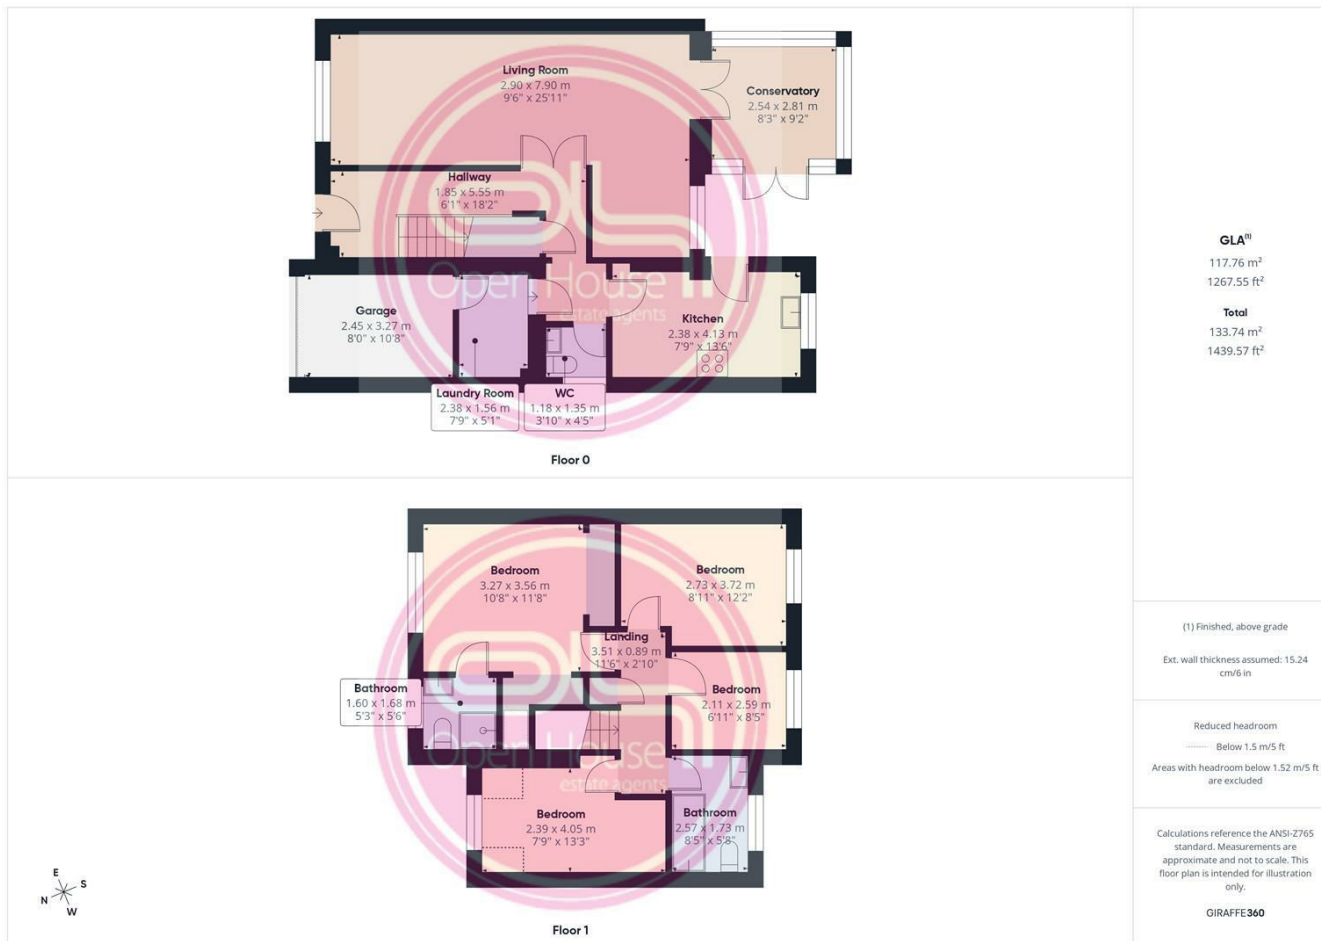 Living Room
2.90 x 7.90 m
9'6" x 25'11"
Conservatory
2.54 x 2.81 m
8'3" x 9'2"
Hallway
1.85 x 5.55 m
6'1" x 18'2"
Open House
estate agents
Garage
2.45 x 3.27 m
8'0" x 10'8"
Kitchen
2.38 x 4.13 m
7'9" x 13'6"
Laundry Room
2.38 x 1.56 m
7'9" x 5'1"
WC
1.18 x 1.35 m
3'10" x 4'5"
Floor 0
Bedroom
3.27 x 3.56 m
10'8" x 11'8"
Bedroom
2.73 x 3.72 m
8'11" x 12'2"
Landing
3.51 x 0.89 m
11'6" x 2'10"
Bathroom
1.60 x 1.68 m
5'3" x 5'6"
Bedroom
2.11 x 2.59 m
6'11" x 8'5"
Open House
estate agents
Bedroom
2.39 x 4.05 m
7'9" x 13'3"
Bathroom
2.57 x 1.73 m
8'5" x 5'8"
E
S
N
W
Floor 1
GLA(1)
117.76 m²
1267.55 ft²
Total
133.74 m²
1439.57 ft²
(1) Finished, above grade
Ext. wall thickness assumed: 15.24
cm/6 in
Reduced headroom
Below 1.5 m/5 ft
Areas with headroom below 1.52 m/5 ft
are excluded
Calculations reference the ANSI-Z765
standard. Measurements are
approximate and not to scale. This
floor plan is intended for illustration
only.
GIRAFFE360